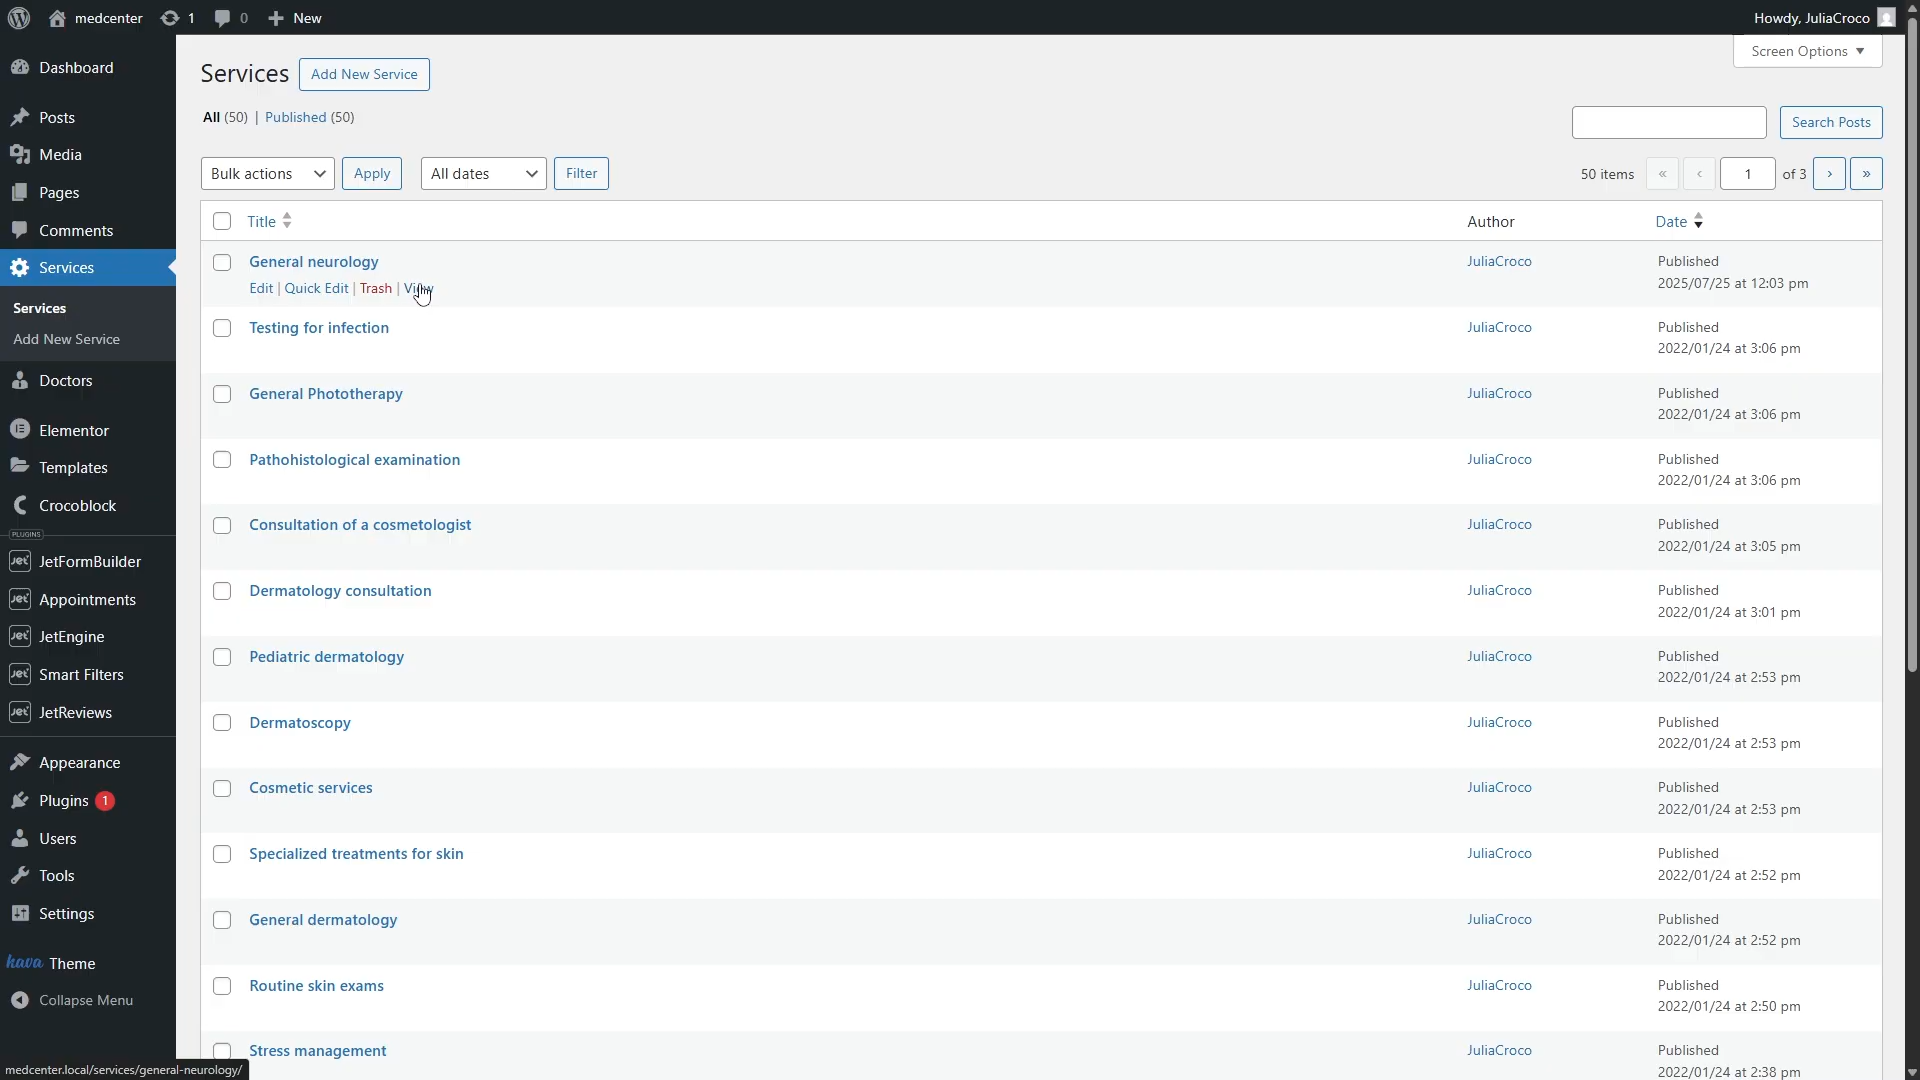 medcenter 1 0 New Howdy, JuliaCroco
Screen Options
Dashboard
Posts
Media
Pages
Comments
Services
Services
Add New Service
Doctors
Elementor
Templates
Crocoblock
PLUGINS
Jet JetFormBuilder
Jet Appointments
Jet JetEngine
Jet Smart Filters
Jet JetReviews
Appearance
Plugins 1
Users
Tools
Settings
kava Theme
Collapse Menu
Services Add New Service
All (50) | Published (50)
Search Posts
Bulk actions Apply All dates Filter 50 items « ‹ 1 of 3 › »
Title Author Date
General neurology JuliaCroco Published
Edit | Quick Edit | Trash | View 2025/07/25 at 12:03 pm
Testing for infection JuliaCroco Published
2022/01/24 at 3:06 pm
General Phototherapy JuliaCroco Published
2022/01/24 at 3:06 pm
Pathohistological examination JuliaCroco Published
2022/01/24 at 3:06 pm
Consultation of a cosmetologist JuliaCroco Published
2022/01/24 at 3:05 pm
Dermatology consultation JuliaCroco Published
2022/01/24 at 3:01 pm
Pediatric dermatology JuliaCroco Published
2022/01/24 at 2:53 pm
Dermatoscopy JuliaCroco Published
2022/01/24 at 2:53 pm
Cosmetic services JuliaCroco Published
2022/01/24 at 2:53 pm
Specialized treatments for skin JuliaCroco Published
2022/01/24 at 2:52 pm
General dermatology JuliaCroco Published
2022/01/24 at 2:52 pm
Routine skin exams JuliaCroco Published
2022/01/24 at 2:50 pm
Stress management JuliaCroco Published
2022/01/24 at 2:38 pm
medcenter.local/services/general-neurology/